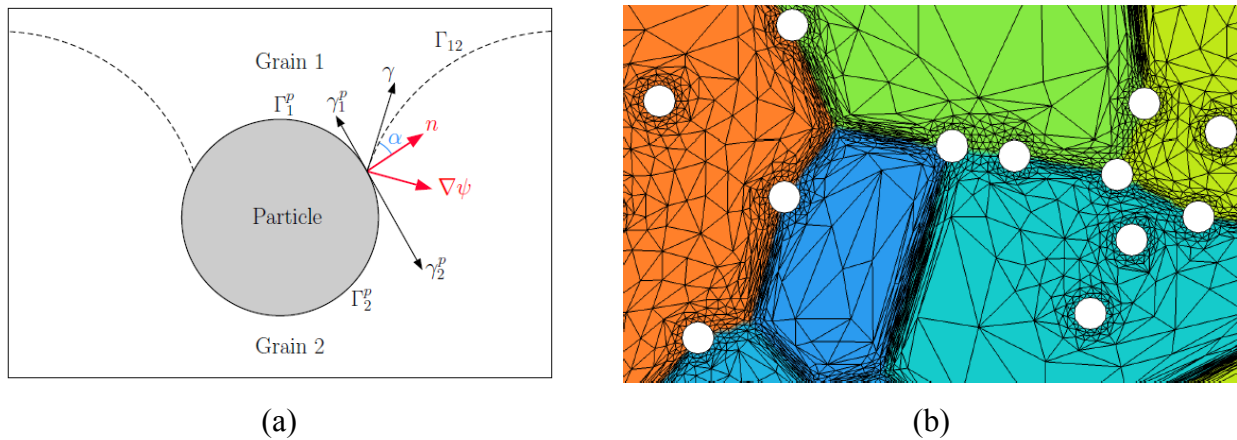 Γ₁₂
Grain 1
γ
Γ₁ᵖ
γ₁ᵖ
α
n
∇ψ
Particle
γ₂ᵖ
Γ₂ᵖ
Grain 2
(a)
(b)